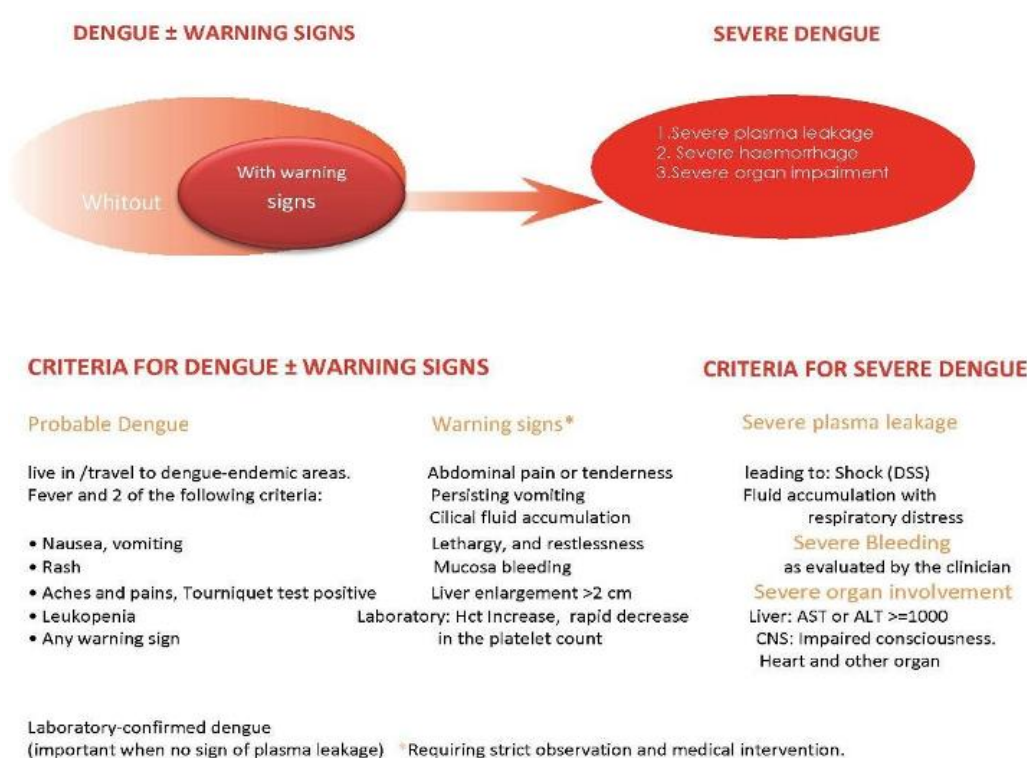 DENGUE ± WARNING SIGNS
SEVERE DENGUE
Whitout
With warning
signs
1.Severe plasma leakage
2. Severe haemorrhage
3.Severe organ impairment
CRITERIA FOR DENGUE ± WARNING SIGNS
Probable Dengue
live in /travel to dengue-endemic areas.
Fever and 2 of the following criteria:
• Nausea, vomiting
• Rash
• Aches and pains, Tourniquet test positive
• Leukopenia
• Any warning sign
Warning signs*
Abdominal pain or tenderness
Persisting vomiting
Cilical fluid accumulation
Lethargy, and restlessness
Mucosa bleeding
Liver enlargement >2 cm
Laboratory: Hct Increase, rapid decrease
in the platelet count
CRITERIA FOR SEVERE DENGUE
Severe plasma leakage
leading to: Shock (DSS)
Fluid accumulation with
respiratory distress
Severe Bleeding
as evaluated by the clinician
Severe organ involvement
Liver: AST or ALT >=1000
CNS: Impaired consciousness.
Heart and other organ
Laboratory-confirmed dengue
(important when no sign of plasma leakage) *Requiring strict observation and medical intervention.